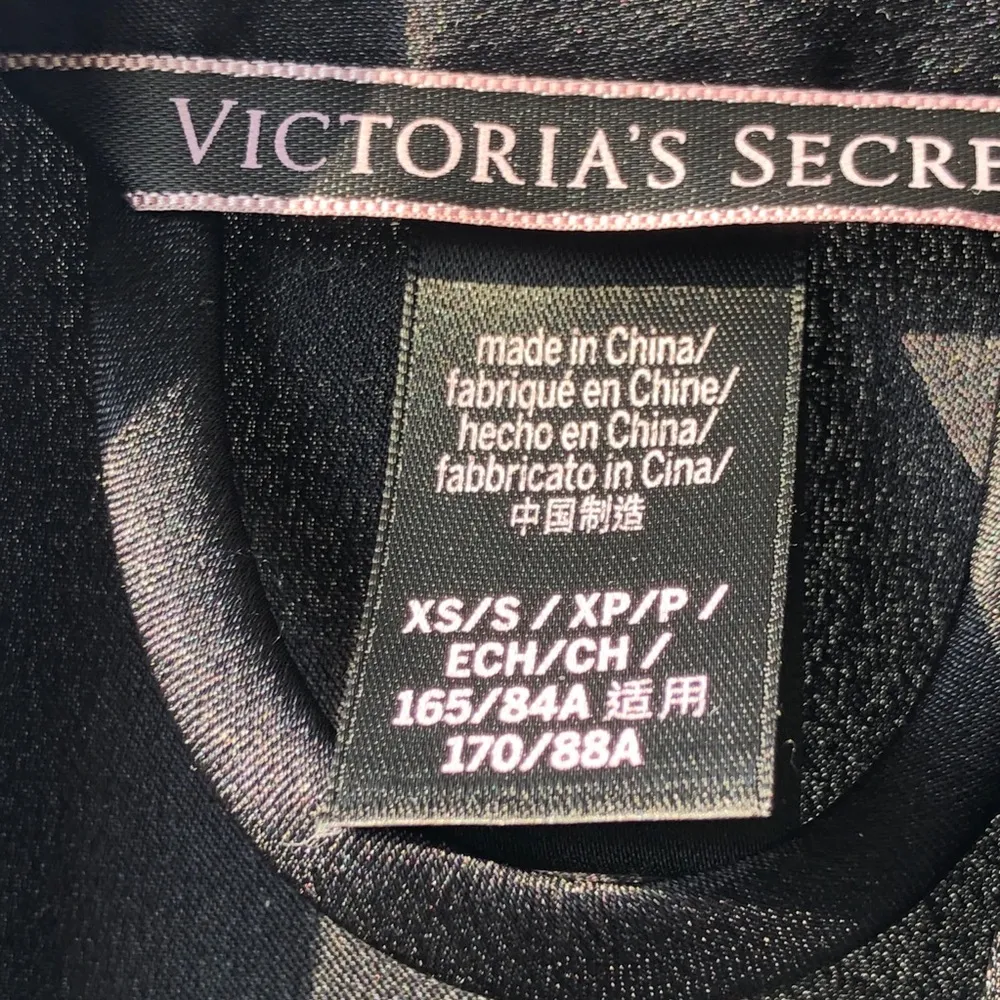 VICTORIA'S SECRE
made in China/
fabriqué en Chine/
hecho en China/
fabbricato in Cina/
中国制造
XS/S / XP/P /
ECH/CH /
165/84A 适用
170/88A